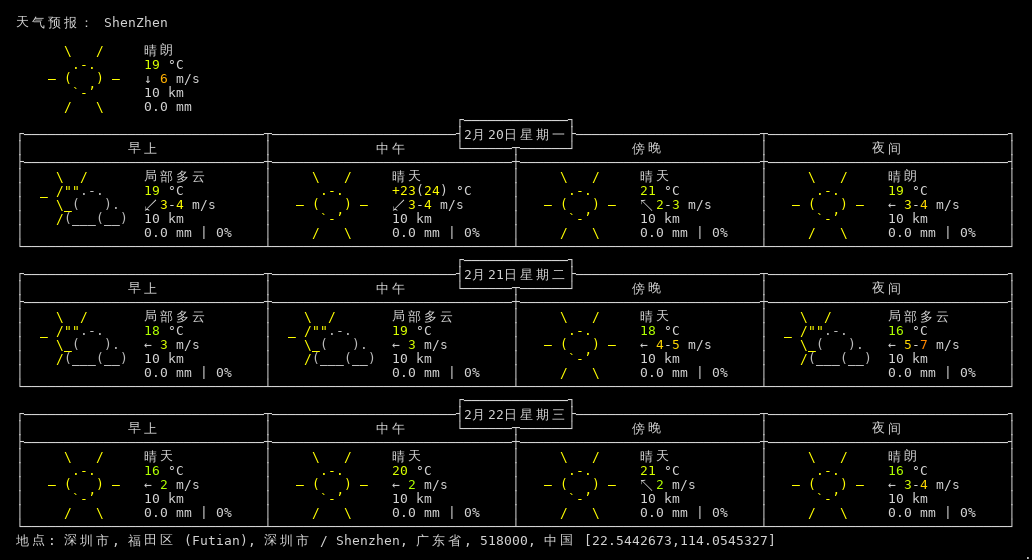 天气预报： ShenZhen
晴朗
19 °C
↓ 6 m/s
10 km
0.0 mm
2月20日星期一
早上 中午 傍晚 夜间
局部多云 晴天 晴天 晴朗
19 °C +23(24) °C 21 °C 19 °C
↙ 3-4 m/s ↙ 3-4 m/s ↖ 2-3 m/s ← 3-4 m/s
10 km 10 km 10 km 10 km
0.0 mm | 0% 0.0 mm | 0% 0.0 mm | 0% 0.0 mm | 0%
2月21日星期二
早上 中午 傍晚 夜间
局部多云 局部多云 晴天 局部多云
18 °C 19 °C 18 °C 16 °C
← 3 m/s ← 3 m/s ← 4-5 m/s ← 5-7 m/s
10 km 10 km 10 km 10 km
0.0 mm | 0% 0.0 mm | 0% 0.0 mm | 0% 0.0 mm | 0%
2月22日星期三
早上 中午 傍晚 夜间
晴天 晴天 晴天 晴朗
16 °C 20 °C 21 °C 16 °C
← 2 m/s ← 2 m/s ↖ 2 m/s ← 3-4 m/s
10 km 10 km 10 km 10 km
0.0 mm | 0% 0.0 mm | 0% 0.0 mm | 0% 0.0 mm | 0%
地点: 深圳市, 福田区 (Futian), 深圳市 / Shenzhen, 广东省, 518000, 中国 [22.5442673,114.0545327]